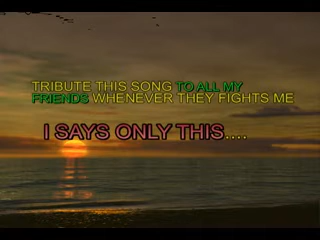 TRIBUTE THIS SONG TO ALL MY
FRIENDS WHENEVER THEY FIGHTS ME
I SAYS ONLY THIS....